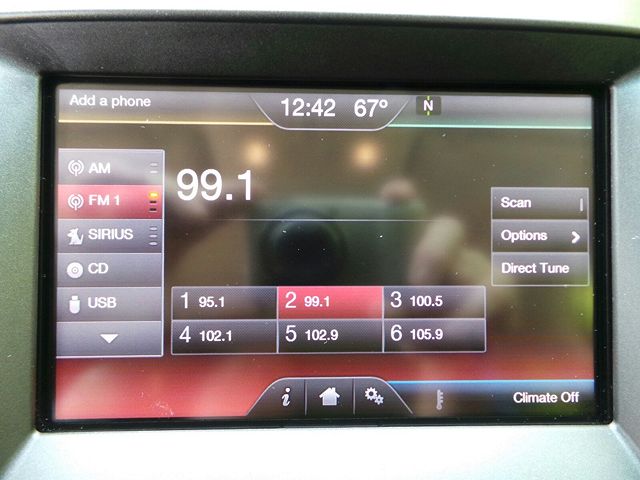 Add a phone
12:42 67° N
AM
FM 1
SIRIUS
CD
USB
99.1
Scan
Options
Direct Tune
1 95.1 2 99.1 3 100.5
4 102.1 5 102.9 6 105.9
i
Climate Off